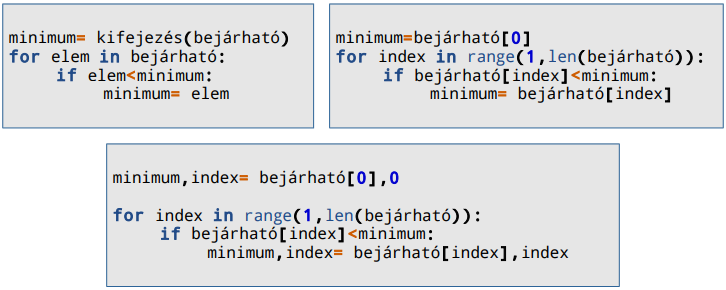 minimum= kifejezés(bejárható)
for elem in bejárható:
if elem<minimum:
minimum= elem
minimum=bejárható[0]
for index in range(1,len(bejárható)):
if bejárható[index]<minimum:
minimum= bejárható[index]
minimum,index= bejárható[0],0
for index in range(1,len(bejárható)):
if bejárható[index]<minimum:
minimum,index= bejárható[index],index